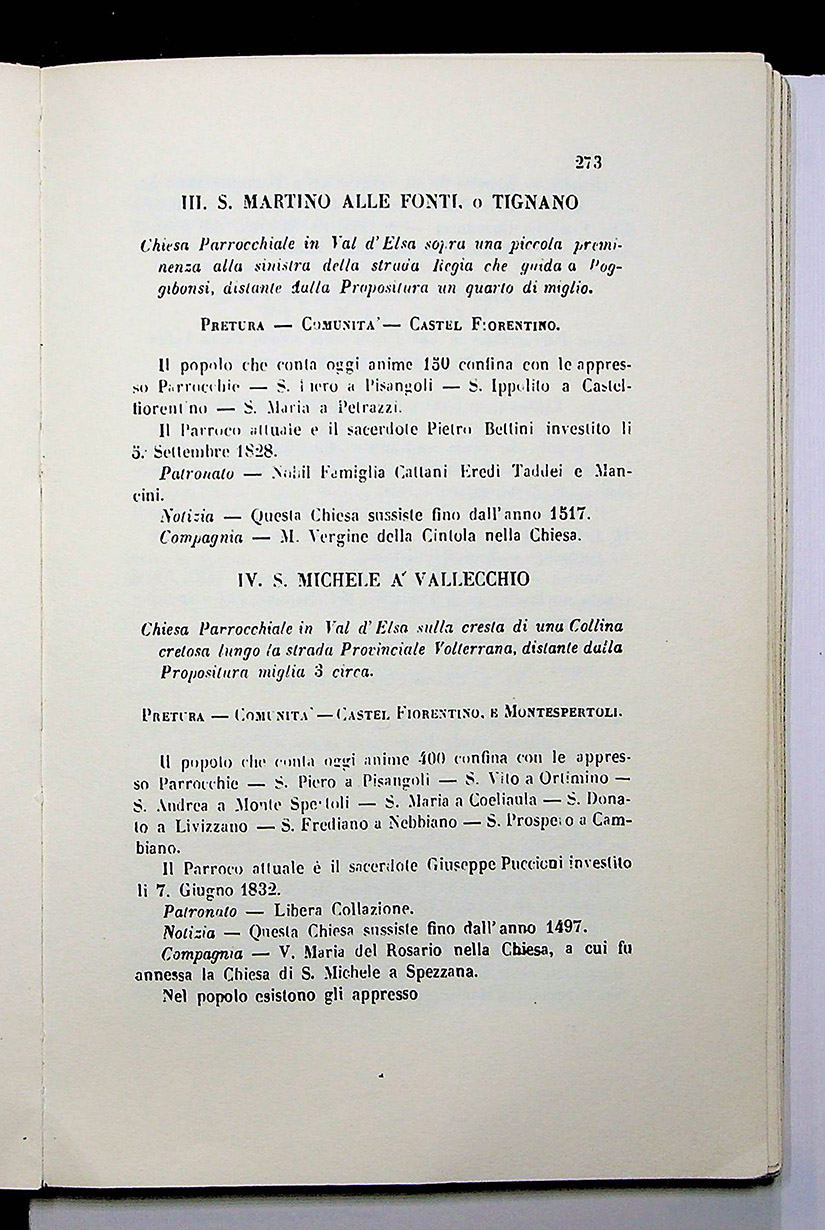 273
III. S. MARTINO ALLE FONTI, o TIGNANO
Chiesa Parrocchiale in Val d'Elsa sopra una piccola premi-
nenza alla sinistra della strada Regia che guida a Pog-
gibonsi, distante dalla Propositura un quarto di miglio.
PRETURA — COMUNITA' — CASTEL FIORENTINO.
Il popolo che conta oggi anime 150 confina con le appres-
so Parrocchie — S. Piero a Pisangoli — S. Ippolito a Castel-
fiorentino — S. Maria a Petrazzi.
Il Parroco attuale e il sacerdote Pietro Bettini investito li
5. Settembre 1828.
Patronato — Nobil Famiglia Cattani Eredi Taddei e Man-
cini.
Notizia — Questa Chiesa sussiste fino dall'anno 1517.
Compagnia — M. Vergine della Cintola nella Chiesa.
IV. S. MICHELE A' VALLECCHIO
Chiesa Parrocchiale in Val d'Elsa sulla cresta di una Collina
cretosa lungo la strada Provinciale Volterrana, distante dalla
Propositura miglia 3 circa.
PRETURA — COMUNITA' — CASTEL FIORENTINO, E MONTESPERTOLI.
Il popolo che conta oggi anime 400 confina con le appres-
so Parrocchie — S. Piero a Pisangoli — S. Vito a Ortimino —
S. Andrea a Monte Spertoli — S. Maria a Coeliaula — S. Dona-
to a Livizzano — S. Frediano a Nebbiano — S. Prospero a Cam-
biano.
Il Parroco attuale è il sacerdote Giuseppe Puccioni investito
li 7. Giugno 1832.
Patronato — Libera Collazione.
Notizia — Questa Chiesa sussiste fino dall'anno 1497.
Compagnia — V. Maria del Rosario nella Chiesa, a cui fu
annessa la Chiesa di S. Michele a Spezzana.
Nel popolo esistono gli appresso